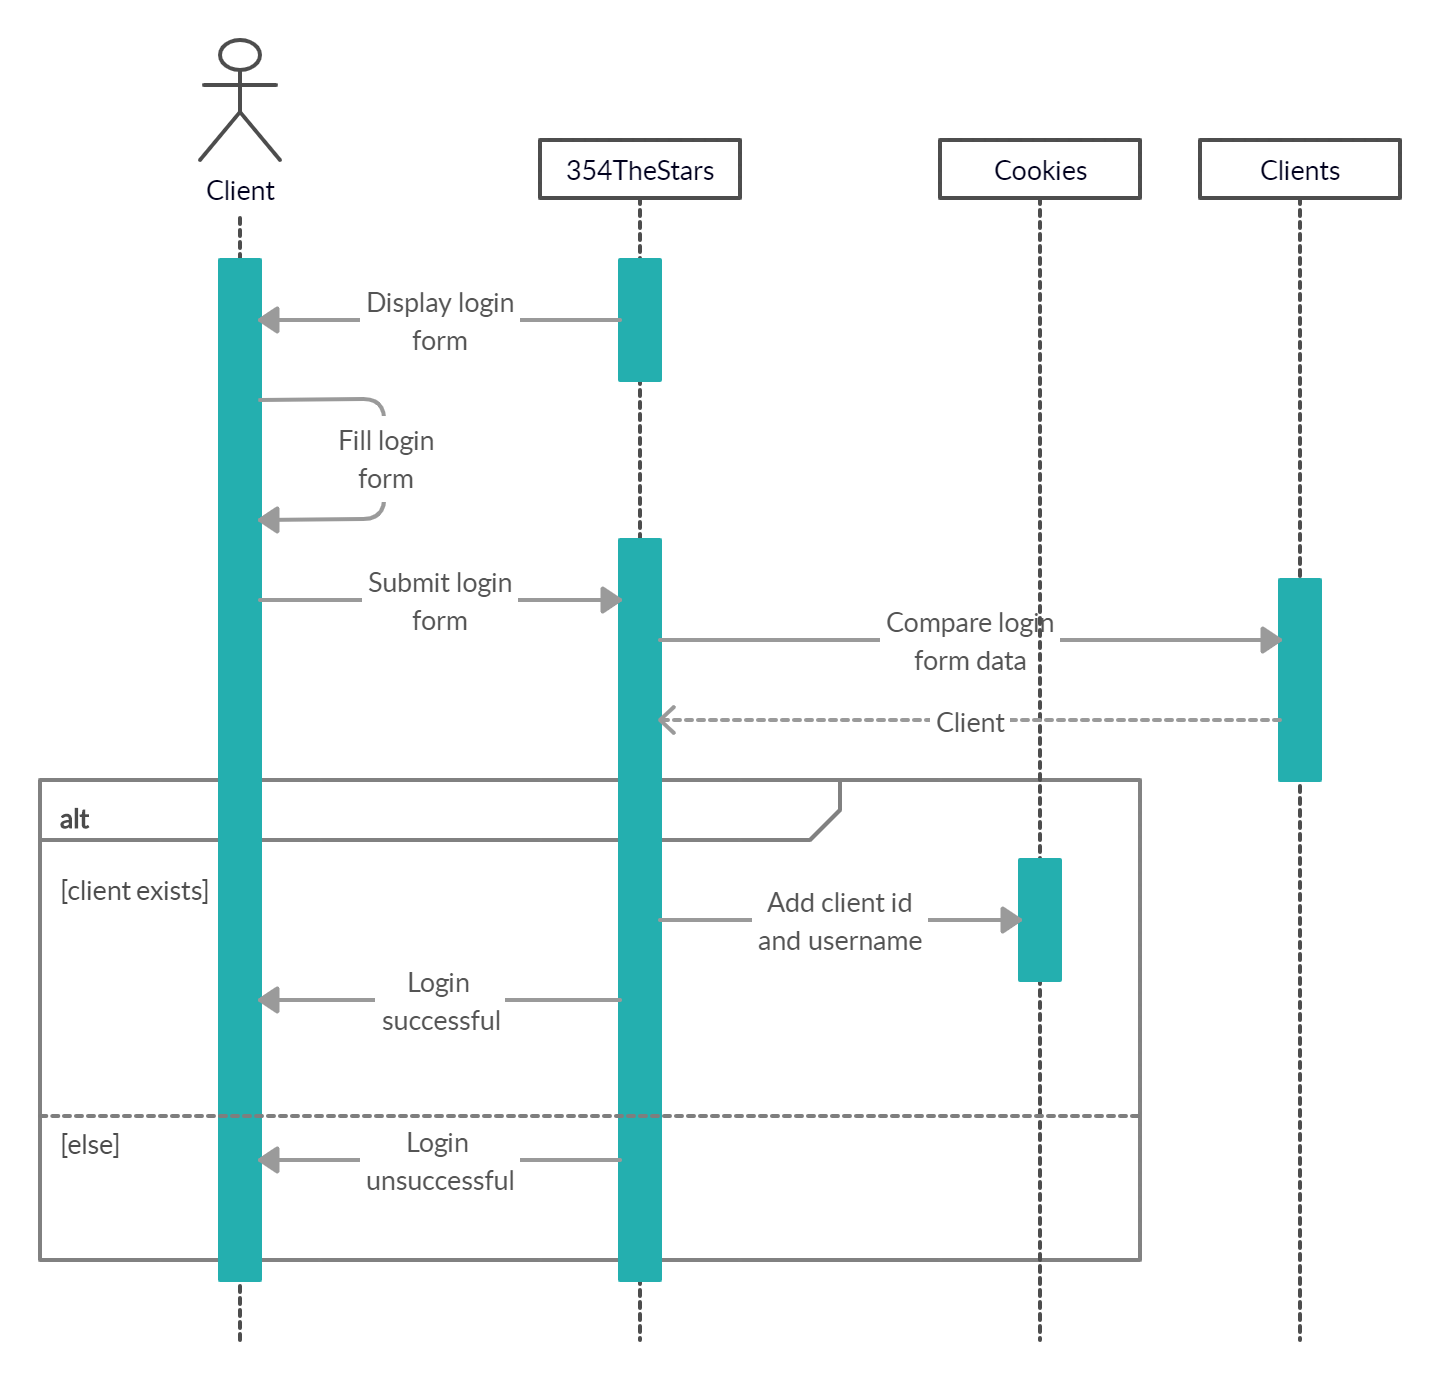 Client
354TheStars
Cookies
Clients
Display login
form
Fill login
form
Submit login
form
Compare login
form data
Client
alt
[client exists]
Add client id
and username
Login
successful
[else]
Login
unsuccessful